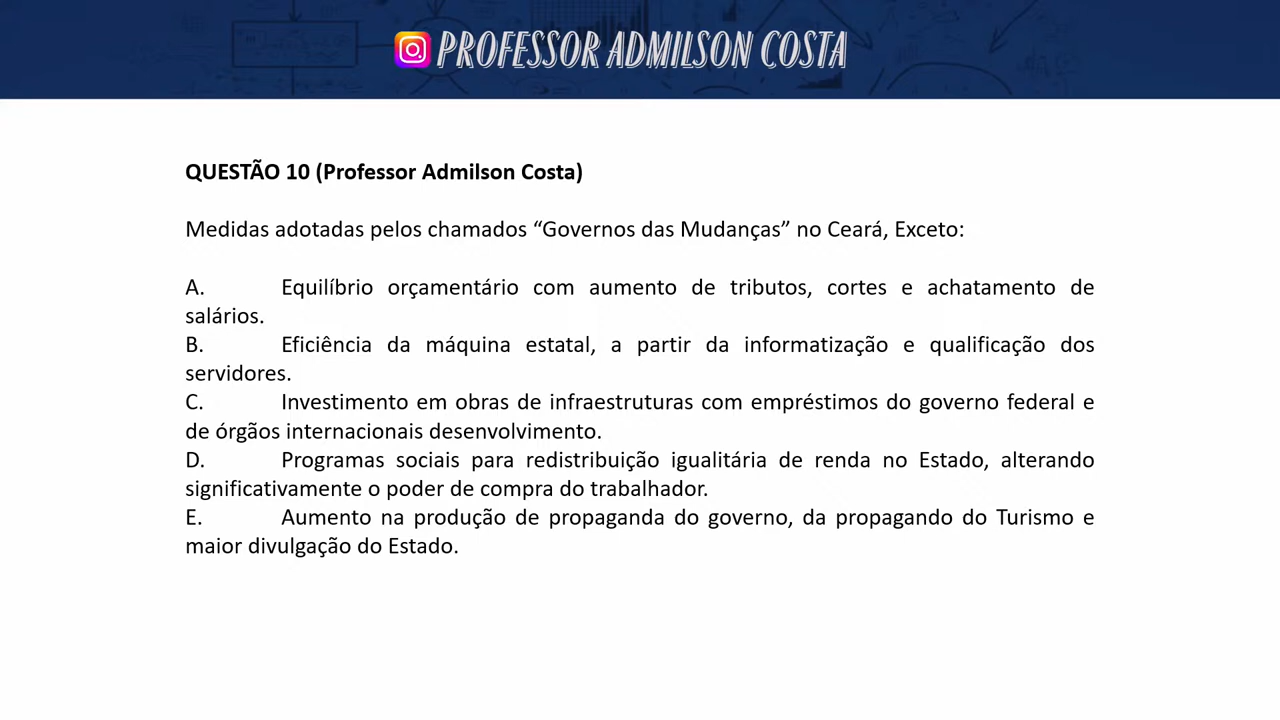 PROFESSOR ADMILSON COSTA
QUESTÃO 10 (Professor Admilson Costa)
Medidas adotadas pelos chamados “Governos das Mudanças” no Ceará, Exceto:
A. Equilíbrio orçamentário com aumento de tributos, cortes e achatamento de
salários.
B. Eficiência da máquina estatal, a partir da informatização e qualificação dos
servidores.
C. Investimento em obras de infraestruturas com empréstimos do governo federal e
de órgãos internacionais desenvolvimento.
D. Programas sociais para redistribuição igualitária de renda no Estado, alterando
significativamente o poder de compra do trabalhador.
E. Aumento na produção de propaganda do governo, da propagando do Turismo e
maior divulgação do Estado.